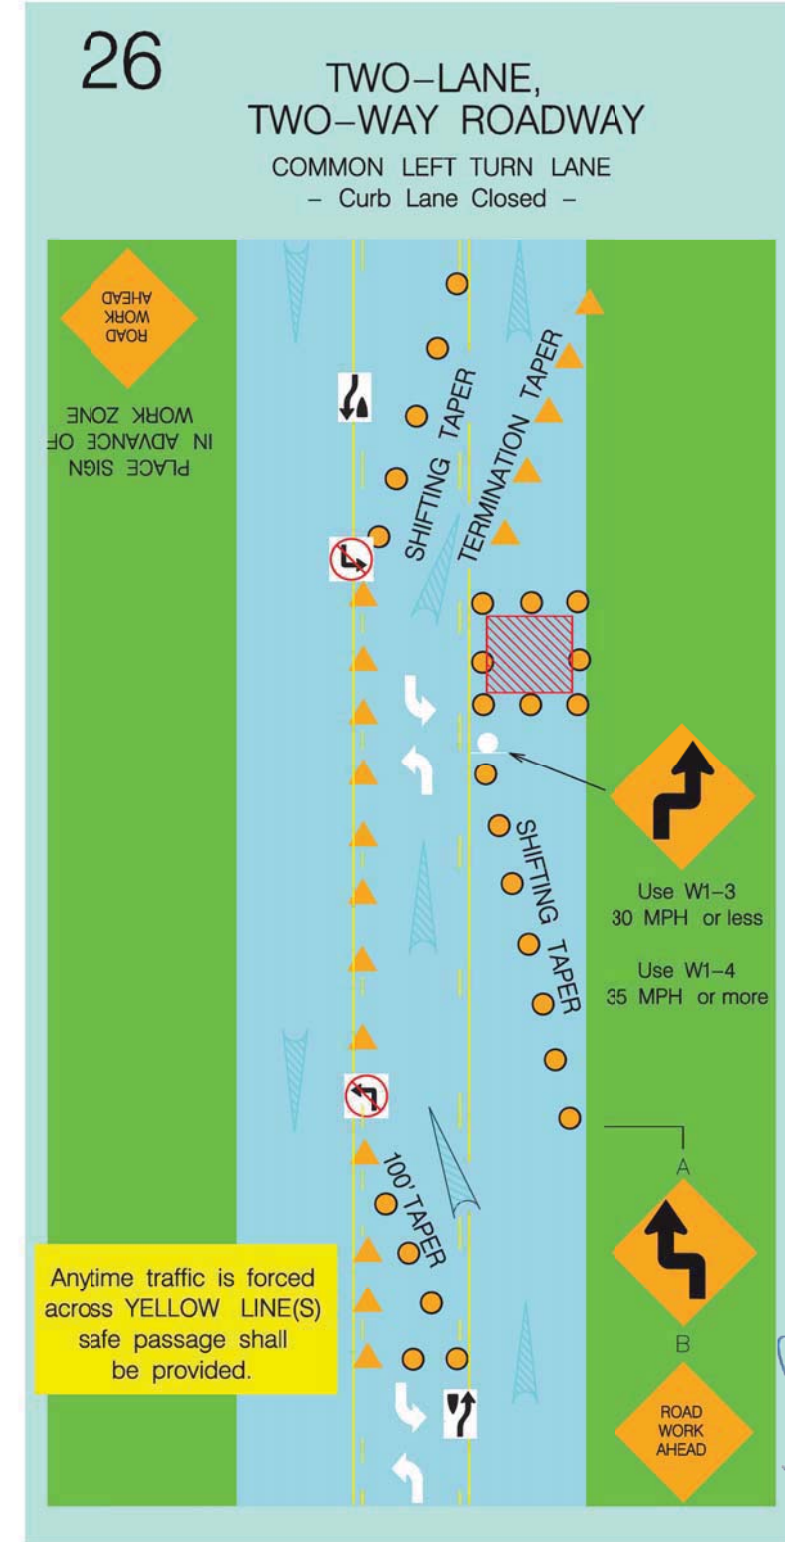 26
TWO-LANE,
TWO-WAY ROADWAY
COMMON LEFT TURN LANE
- Curb Lane Closed -
ROAD
WORK
AHEAD
PLACE SIGN
IN ADVANCE OF
WORK ZONE
SHIFTING TAPER
TERMINATION TAPER
SHIFTING TAPER
Use W1-3
30 MPH or less
Use W1-4
35 MPH or more
A
100' TAPER
Anytime traffic is forced
across YELLOW LINE(S)
safe passage shall
be provided.
B
ROAD
WORK
AHEAD